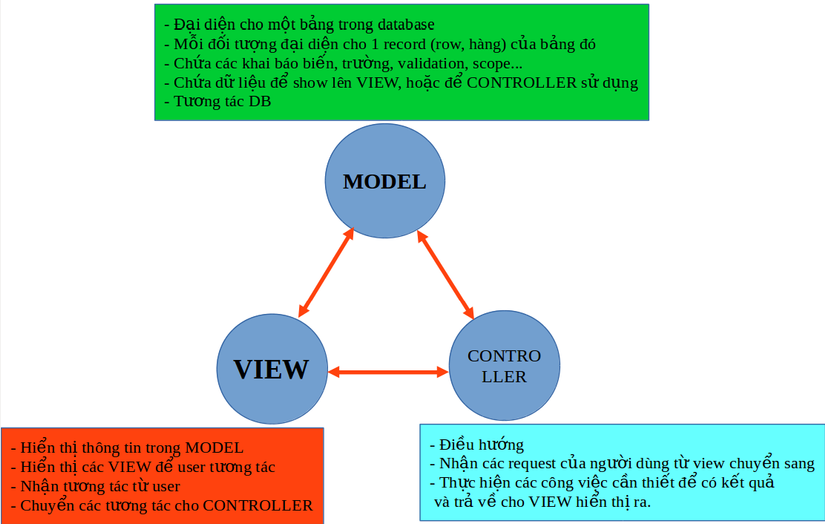 - Đại diện cho một bảng trong database
- Mỗi đối tượng đại diện cho 1 record (row, hàng) của bảng đó
- Chứa các khai báo biến, trường, validation, scope...
- Chứa dữ liệu để show lên VIEW, hoặc để CONTROLLER sử dụng
- Tương tác DB
MODEL
VIEW
CONTRO
LLER
- Hiển thị thông tin trong MODEL
- Hiển thị các VIEW để user tương tác
- Nhận tương tác từ user
- Chuyển các tương tác cho CONTROLLER
- Điều hướng
- Nhận các request của người dùng từ view chuyển sang
- Thực hiện các công việc cần thiết để có kết quả
và trả về cho VIEW hiển thị ra.